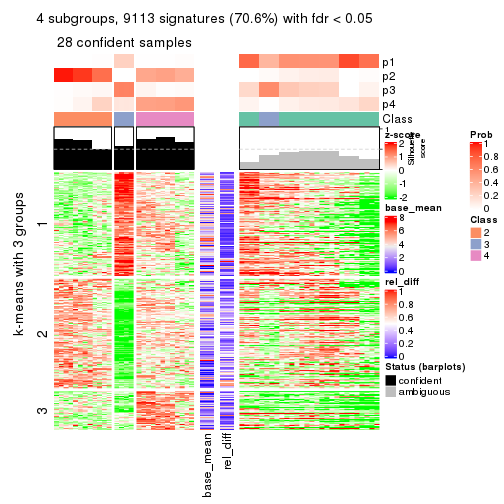 4 subgroups, 9113 signatures (70.6%) with fdr < 0.05
28 confident samples
p1
p2
p3
p4
Class
1
Silhouette
score
z-score
2
1
0
-1
-2
base_mean
8
6
4
2
0
rel_diff
1
0.8
0.6
0.4
0.2
0
Status (barplots)
confident
ambiguous
Prob
1
0.8
0.6
0.4
0.2
0
Class
2
3
4
k-means with 3 groups
1
2
3
base_mean
rel_diff